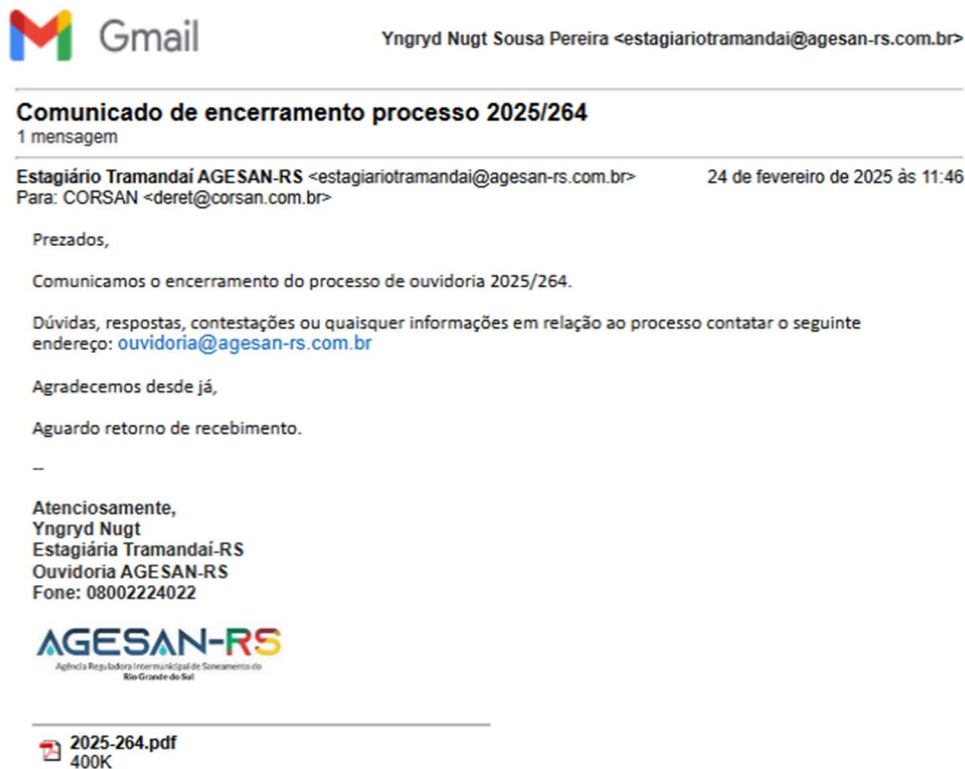 Gmail
Yngryd Nugt Sousa Pereira <estagiariotramandai@agesan-rs.com.br>
Comunicado de encerramento processo 2025/264
1 mensagem
Estagiário Tramandaí AGESAN-RS <estagiariotramandai@agesan-rs.com.br> 24 de fevereiro de 2025 às 11:46
Para: CORSAN <deret@corsan.com.br>
Prezados,
Comunicamos o encerramento do processo de ouvidoria 2025/264.
Dúvidas, respostas, contestações ou quaisquer informações em relação ao processo contatar o seguinte
endereço: ouvidoria@agesan-rs.com.br
Agradecemos desde já,
Aguardo retorno de recebimento.
--
Atenciosamente,
Yngryd Nugt
Estagiária Tramandaí-RS
Ouvidoria AGESAN-RS
Fone: 08002224022
AGESAN-RS
Agência Reguladora Intermunicipal de Saneamento do
Rio Grande do Sul
2025-264.pdf
400K